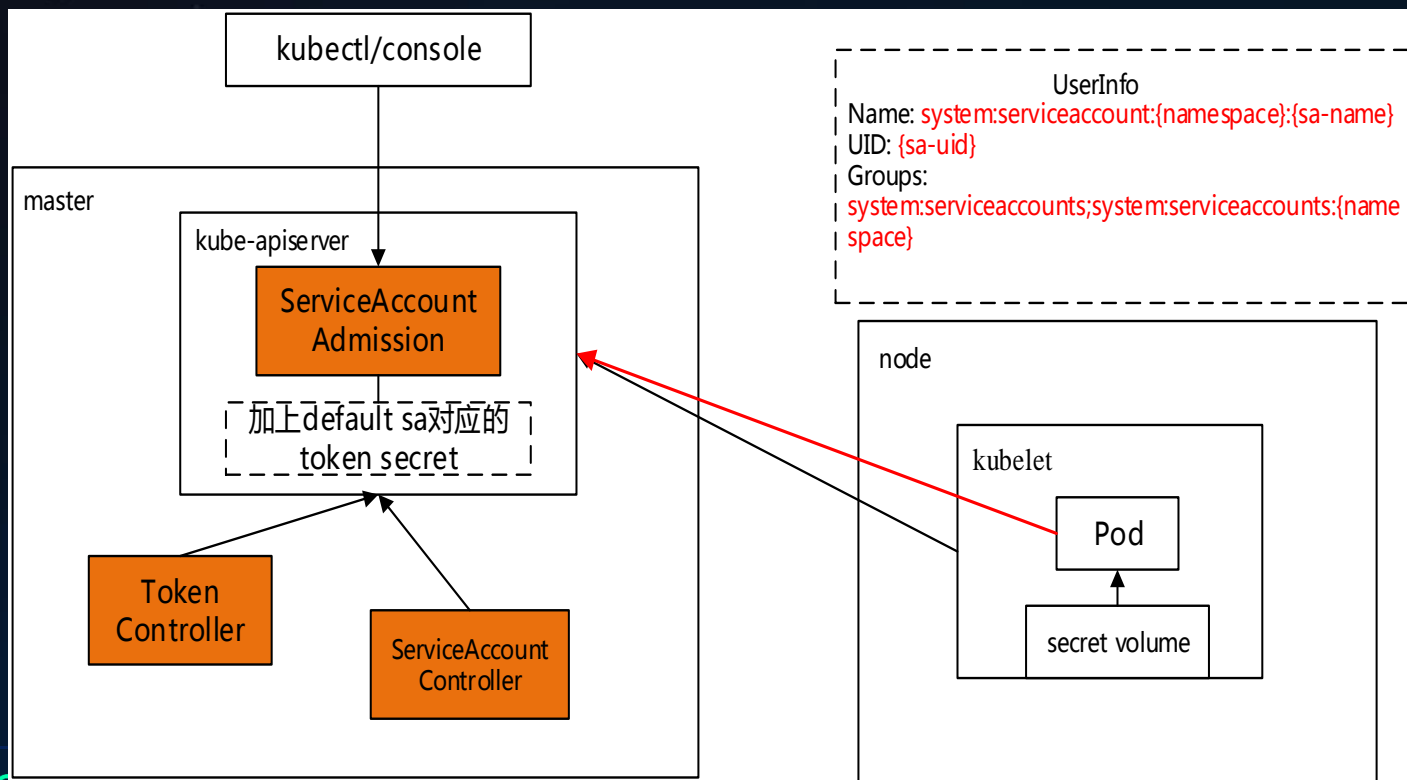 kubectl/console
master
kube-apiserver
ServiceAccount
Admission
加上default sa对应的
token secret
Token
Controller
ServiceAccount
Controller
UserInfo
Name: system:serviceaccount:{namespace}:{sa-name}
UID: {sa-uid}
Groups:
system:serviceaccounts;system:serviceaccounts:{name
space}
node
kubelet
Pod
secret volume